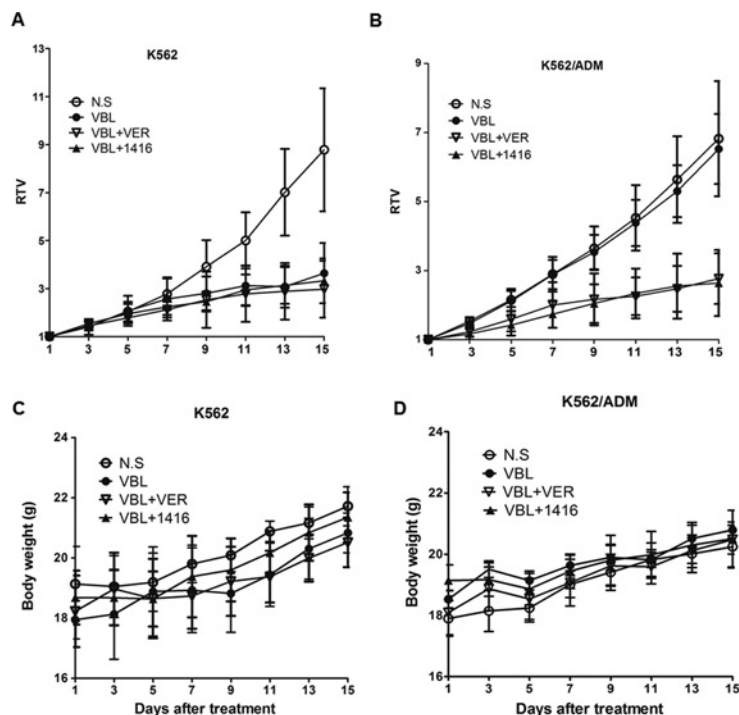 A
K562
N.S
VBL
VBL+VER
VBL+1416
RTV
13
11
9
7
5
3
1
1 3 5 7 9 11 13 15
B
K562/ADM
N.S
VBL
VBL+VER
VBL+1416
RTV
9
7
5
3
1
1 3 5 7 9 11 13 15
C
K562
N.S
VBL
VBL+VER
VBL+1416
Body weight (g)
24
22
20
18
16
1 3 5 7 9 11 13 15
Days after treatment
D
K562/ADM
N.S
VBL
VBL+VER
VBL+1416
Body weight (g)
24
22
20
18
16
1 3 5 7 9 11 13 15
Days after treatment